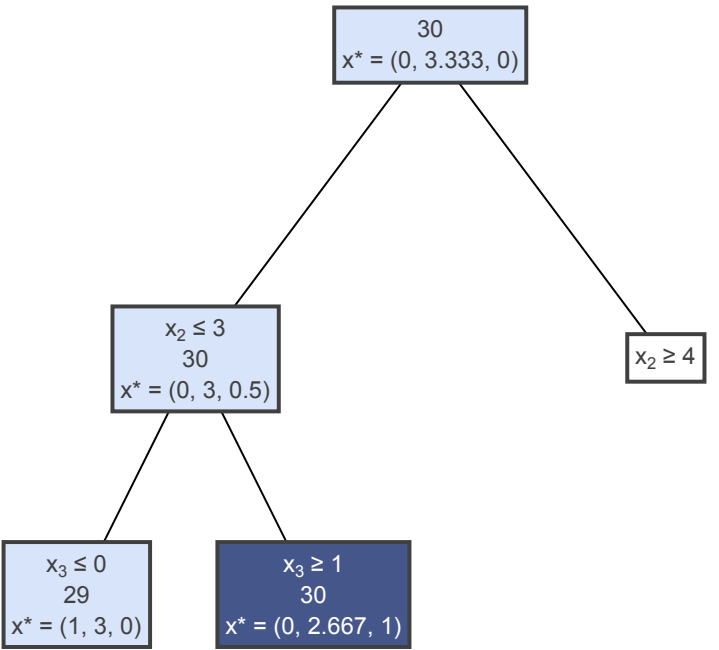 30
x* = (0, 3.333, 0)
x₂ ≤ 3
30
x* = (0, 3, 0.5)
x₂ ≥ 4
x₃ ≤ 0
29
x* = (1, 3, 0)
x₃ ≥ 1
30
x* = (0, 2.667, 1)